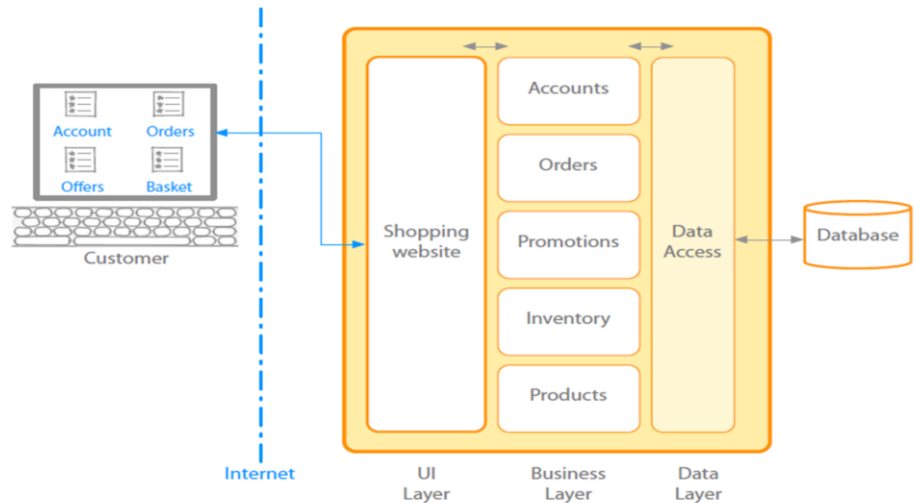 Account
Orders
Offers
Basket
Customer
Internet
Shopping
website
Accounts
Orders
Promotions
Inventory
Products
Data
Access
Database
UI
Layer
Business
Layer
Data
Layer